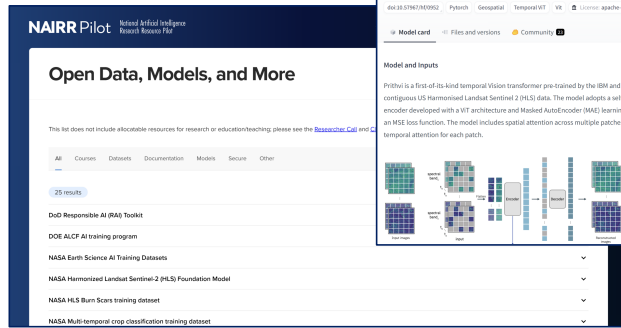 NAIRR Pilot
National Artificial Intelligence
Research Resource Pilot
Open Data, Models, and More
This list does not include allocatable resources for research or education/teaching; please see the Researcher Call and Cl
All Courses Datasets Documentation Models Secure Other
25 results
DoD Responsible AI (RAI) Toolkit
DOE ALCF AI training program
NASA Earth Science AI Training Datasets
NASA Harmonized Landsat Sentinel-2 (HLS) Foundation Model
NASA HLS Burn Scars training dataset
NASA Multi-temporal crop classification training dataset
doi:10.57967/hf/0952 Pytorch Geospatial Temporal ViT Vit License: apache-
Model card Files and versions Community 23
Model and Inputs
Prithvi is a first-of-its-kind temporal Vision transformer pre-trained by the IBM and
contiguous US Harmonised Landsat Sentinel 2 (HLS) data. The model adopts a sel
encoder developed with a ViT architecture and Masked AutoEncoder (MAE) learnin
an MSE loss function. The model includes spatial attention across multiple patche
temporal attention for each patch.
Encoder
Decoder
Input images
Input
Reconstructed
images